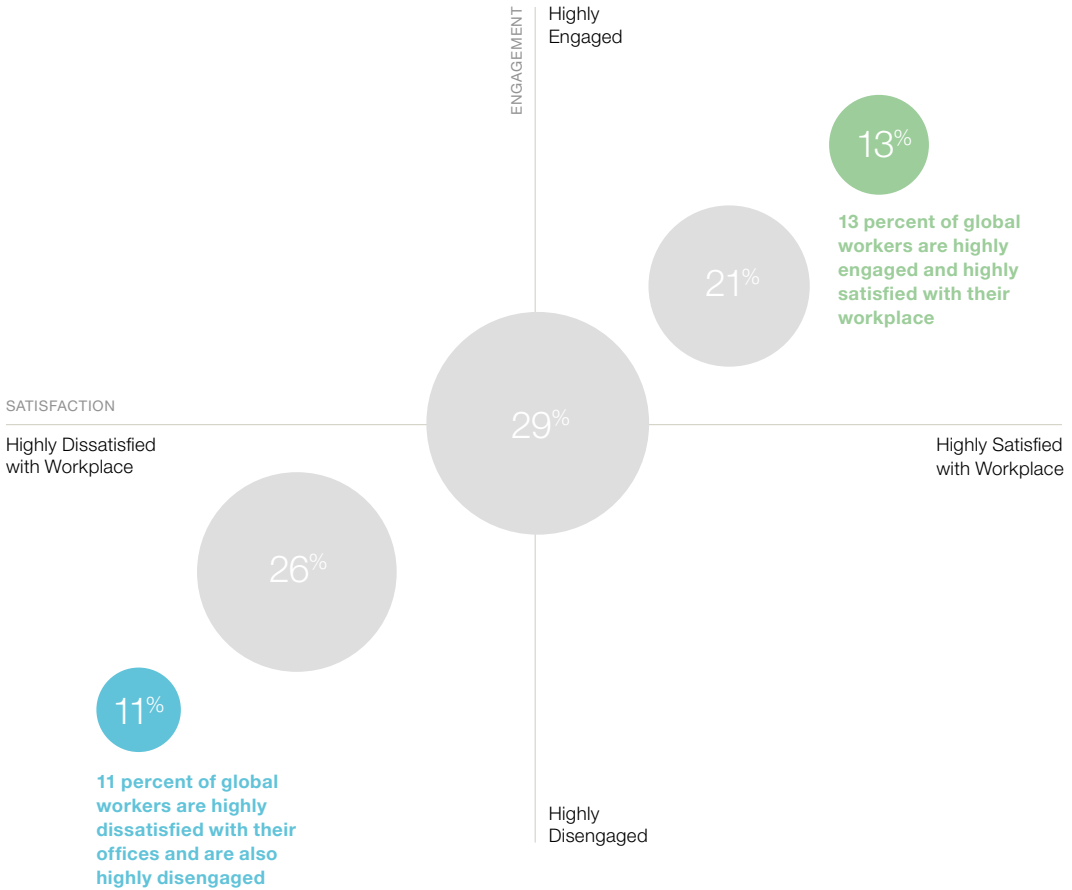 ENGAGEMENT
Highly
Engaged
13%
13 percent of global
workers are highly
engaged and highly
satisfied with their
workplace
21%
29%
SATISFACTION
Highly Dissatisfied
with Workplace
Highly Satisfied
with Workplace
26%
11%
11 percent of global
workers are highly
dissatisfied with their
offices and are also
highly disengaged
Highly
Disengaged